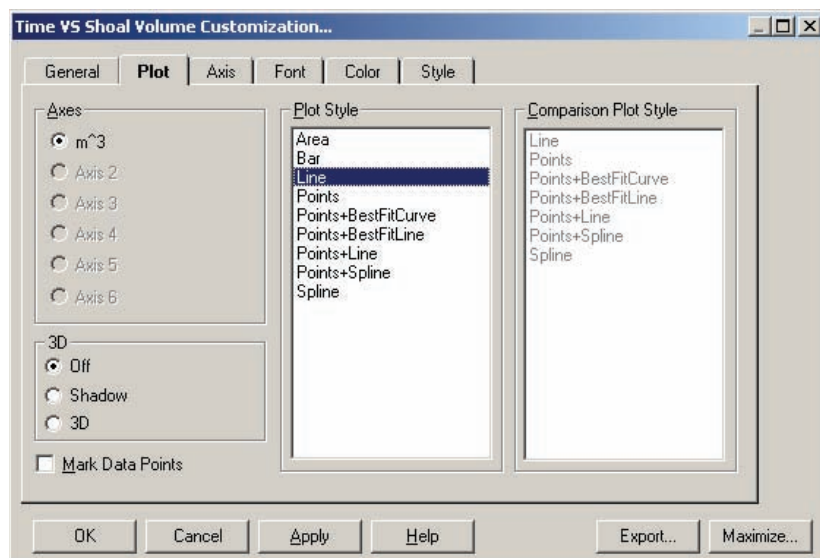 Time VS Shoal Volume Customization...
General
Plot
Axis
Font
Color
Style
Axes
m^3
Axis 2
Axis 3
Axis 4
Axis 5
Axis 6
3D
Off
Shadow
3D
Mark Data Points
Plot Style
Area
Bar
Line
Points
Points+BestFitCurve
Points+BestFitLine
Points+Line
Points+Spline
Spline
Comparison Plot Style
Line
Points
Points+BestFitCurve
Points+BestFitLine
Points+Line
Points+Spline
Spline
OK
Cancel
Apply
Help
Export...
Maximize...